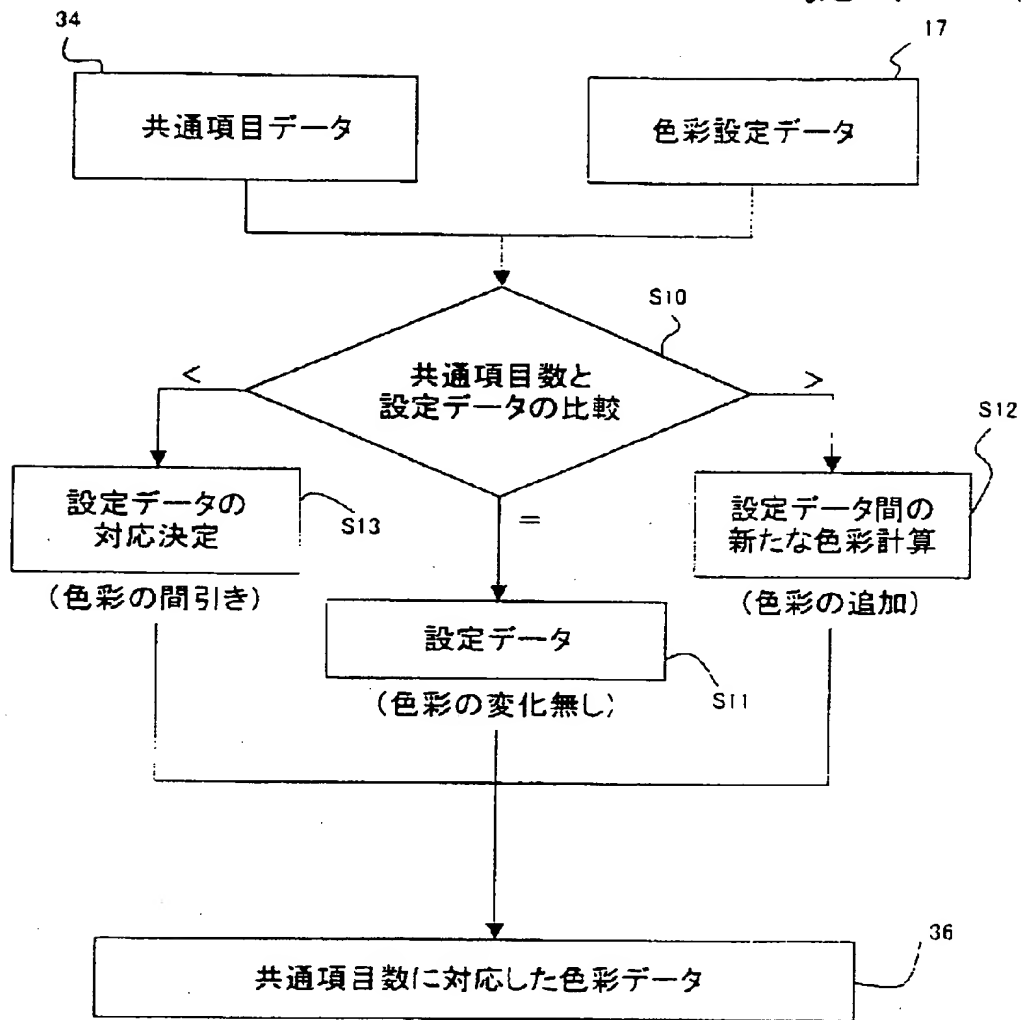 34
17
共通項目データ
色彩設定データ
S10
共通項目数と
設定データの比較
<
>
=
S12
設定データの
対応決定
S13
(色彩の間引き)
設定データ間の
新たな色彩計算
(色彩の追加)
設定データ
S11
(色彩の変化無し)
36
共通項目数に対応した色彩データ